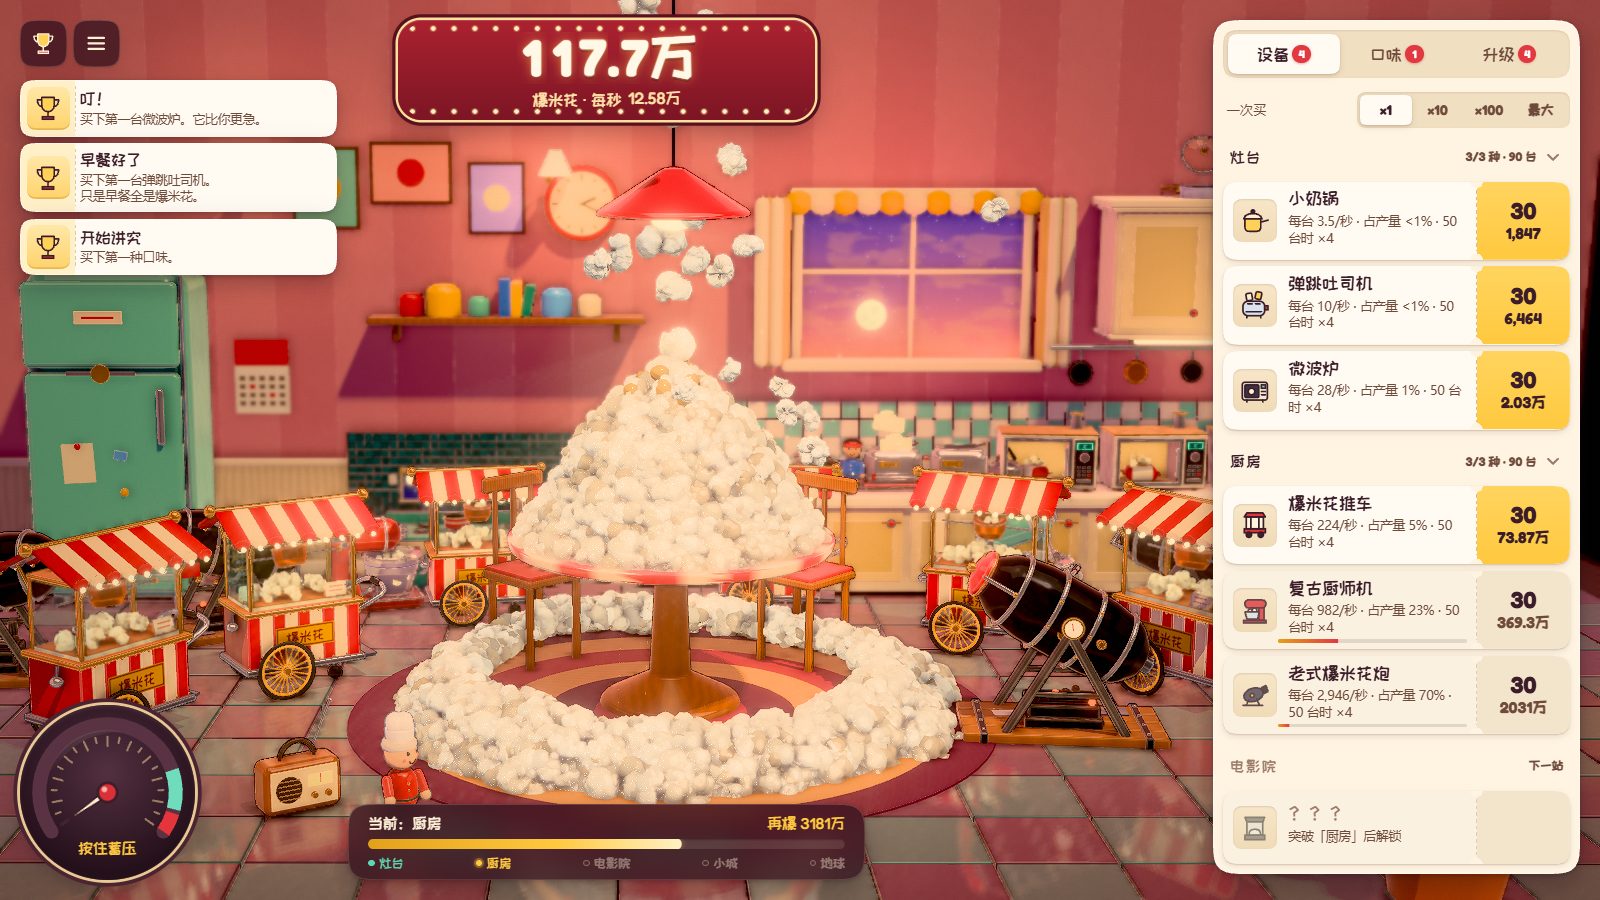 117.7万
爆米花 · 每秒 12.58万
叮！
买下第一台微波炉。它比你更急。
早餐好了
买下第一台弹跳吐司机。
只是早餐全是爆米花。
开始讲究
买下第一种口味。
设备 4
口味 1
升级 4
一次买
×1
×10
×100
最大
灶台
3/3 种 · 90 台
小奶锅
每台 3.5/秒 · 占产量 <1% · 50
台时 ×4
30
1,847
弹跳吐司机
每台 10/秒 · 占产量 <1% · 50
台时 ×4
30
6,464
微波炉
每台 28/秒 · 占产量 1% · 50 台
时 ×4
30
2.03万
厨房
3/3 种 · 90 台
爆米花推车
每台 224/秒 · 占产量 5% · 50
台时 ×4
30
73.87万
复古厨师机
每台 982/秒 · 占产量 23% · 50
台时 ×4
30
369.3万
老式爆米花炮
每台 2,946/秒 · 占产量 70% ·
50 台时 ×4
30
2031万
电影院
下一站
？ ？ ？
突破「厨房」后解锁
爆米花
爆米花
按住蓄压
当前：厨房
再爆 3181万
灶台
厨房
电影院
小城
地球